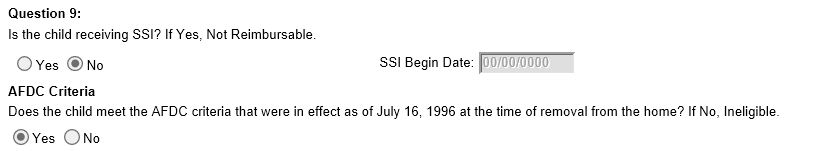 Question 9:
Is the child receiving SSI? If Yes, Not Reimbursable.
Yes No SSI Begin Date: 00/00/0000
AFDC Criteria
Does the child meet the AFDC criteria that were in effect as of July 16, 1996 at the time of removal from the home? If No, Ineligible.
Yes No